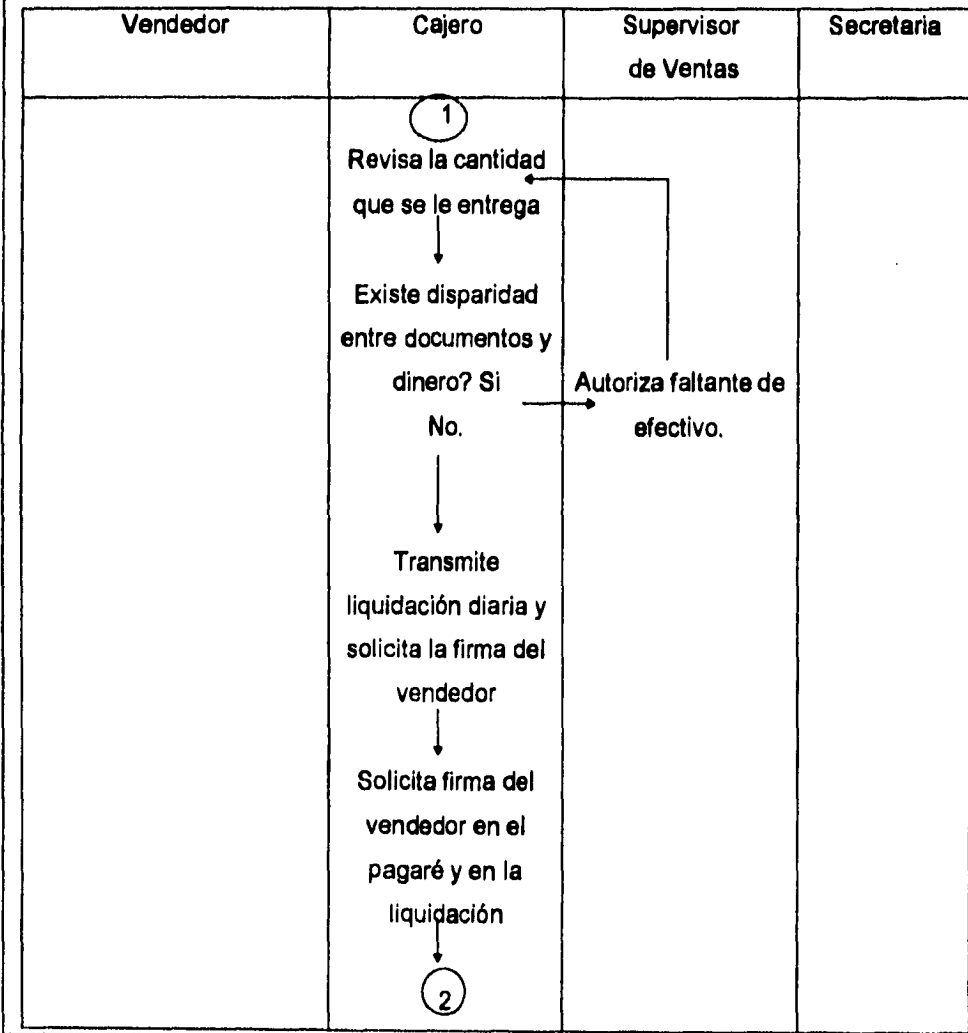 Vendedor
Cajero
Supervisor
de Ventas
Secretaria
1
Revisa la cantidad
que se le entrega
Existe disparidad
entre documentos y
dinero? Si
No.
Autoriza faltante de
efectivo.
Transmite
liquidación diaria y
solicita la firma del
vendedor
Solicita firma del
vendedor en el
pagaré y en la
liquidación
2